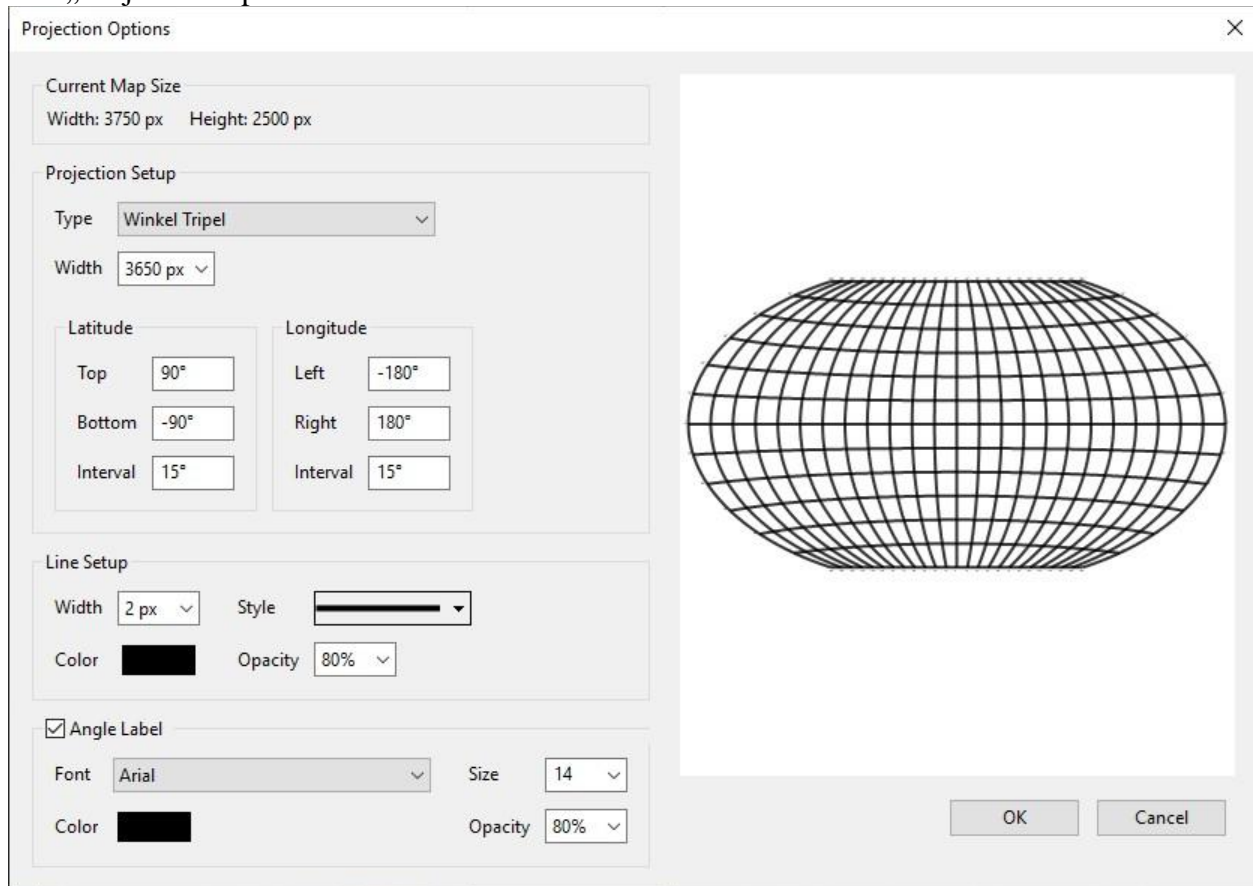 Projection Options
Current Map Size
Width: 3750 px Height: 2500 px
Projection Setup
Type Winkel Tripel
Width 3650 px
Latitude Longitude
Top 90° Left -180°
Bottom -90° Right 180°
Interval 15° Interval 15°
Line Setup
Width 2 px Style
Color Opacity 80%
Angle Label
Font Arial Size 14
Color Opacity 80%
OK Cancel